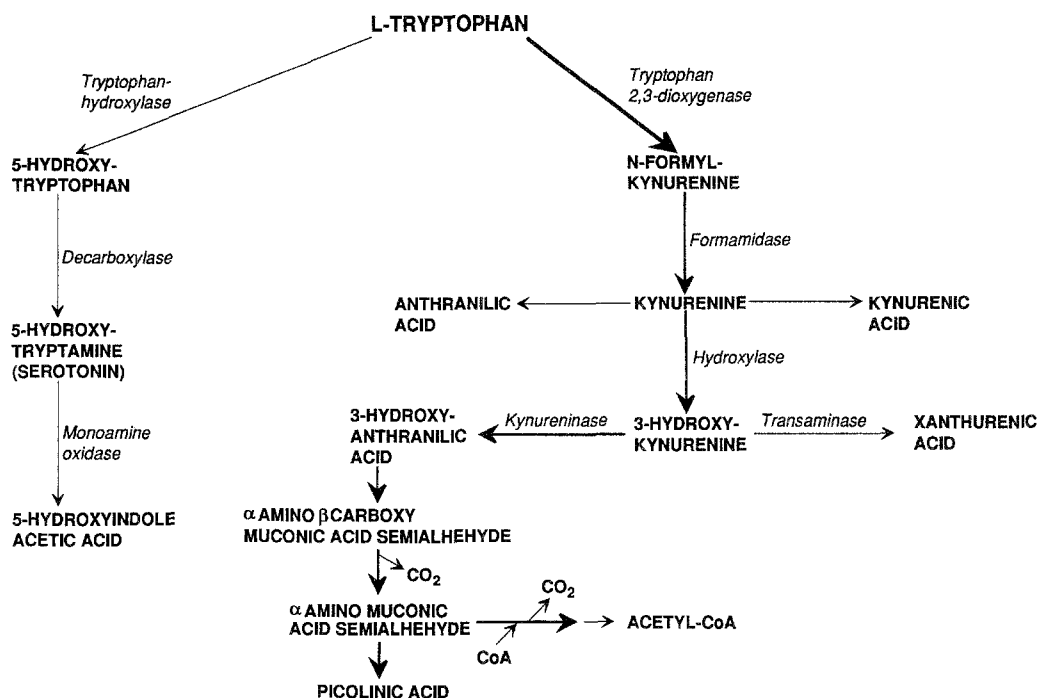 L-TRYPTOPHAN
Tryptophan-
hydroxylase
Tryptophan
2,3-dioxygenase
5-HYDROXY-
TRYPTOPHAN
N-FORMYL-
KYNURENINE
Decarboxylase
Formamidase
ANTHRANILIC
ACID
KYNURENINE
KYNURENIC
ACID
5-HYDROXY-
TRYPTAMINE
(SEROTONIN)
Hydroxylase
3-HYDROXY-
ANTHRANILIC
ACID
Kynureninase
3-HYDROXY-
KYNURENINE
Transaminase
XANTHURENIC
ACID
Monoamine
oxidase
5-HYDROXYINDOLE
ACETIC ACID
α AMINO βCARBOXY
MUCONIC ACID SEMIALHEHYDE
CO2
α AMINO MUCONIC
ACID SEMIALHEHYDE
CO2
CoA
ACETYL-CoA
PICOLINIC ACID